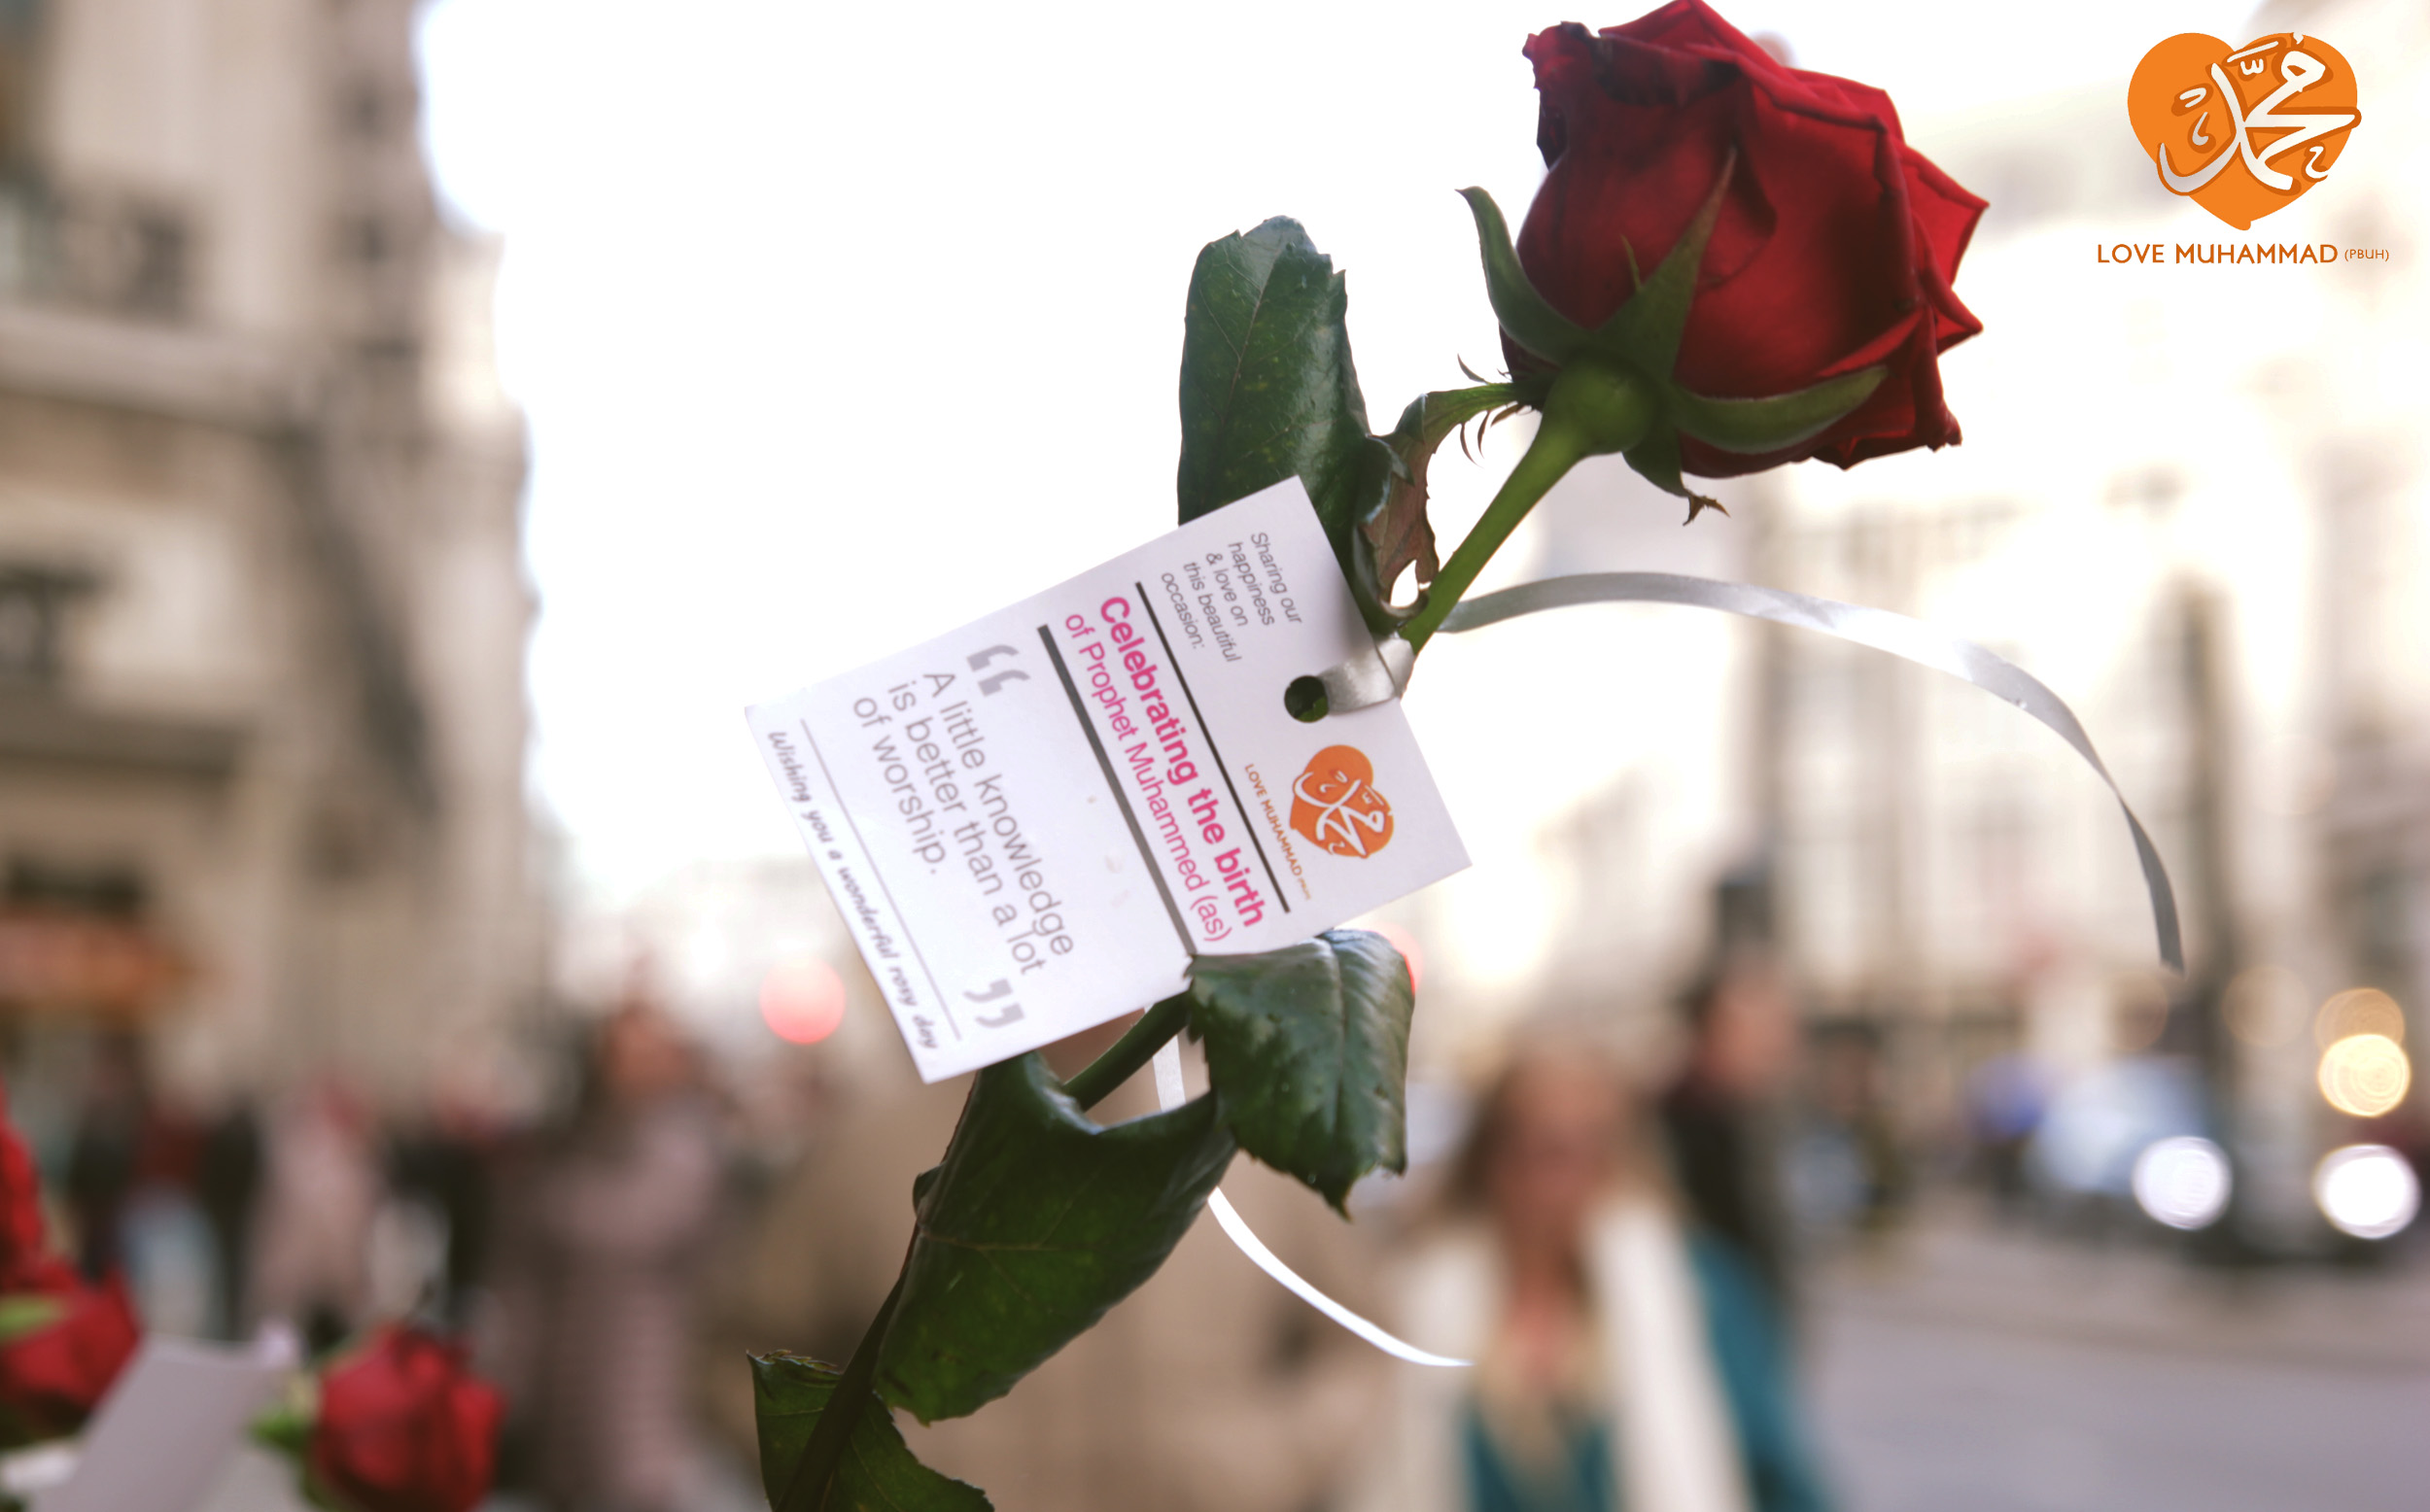 مُحَمَّد
LOVE MUHAMMAD (PBUH)
Sharing our
happiness
& love on
this beautiful
occasion:
محمد
LOVE MUHAMMAD
Celebrating the birth
of Prophet Muhammed (as)
“
A little knowledge
is better than a lot
of worship.
”
Wishing you a wonderful rosy day